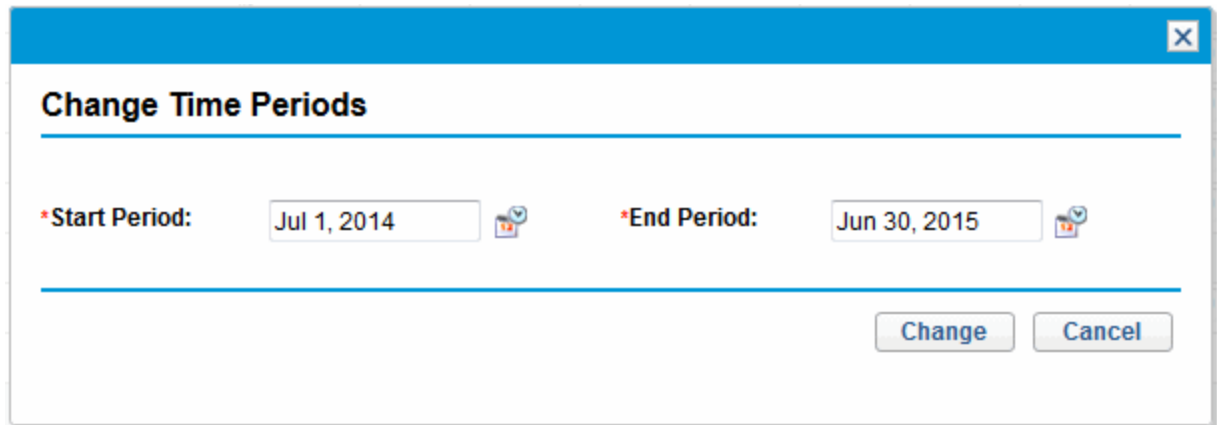 Change Time Periods
*Start Period: Jul 1, 2014 *End Period: Jun 30, 2015
Change Cancel